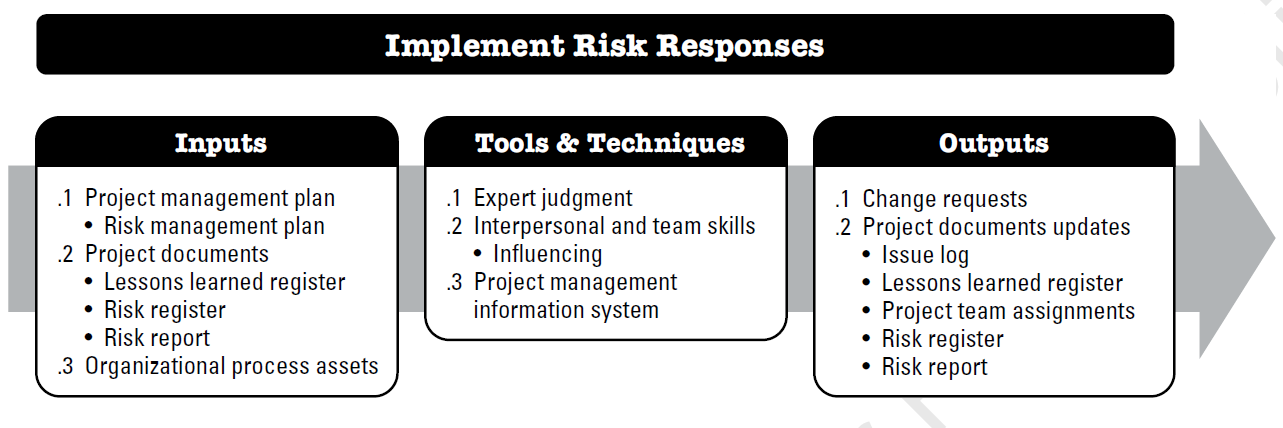 Implement Risk Responses
Inputs
.1 Project management plan
• Risk management plan
.2 Project documents
• Lessons learned register
• Risk register
• Risk report
.3 Organizational process assets
Tools & Techniques
.1 Expert judgment
.2 Interpersonal and team skills
• Influencing
.3 Project management
information system
Outputs
.1 Change requests
.2 Project documents updates
• Issue log
• Lessons learned register
• Project team assignments
• Risk register
• Risk report